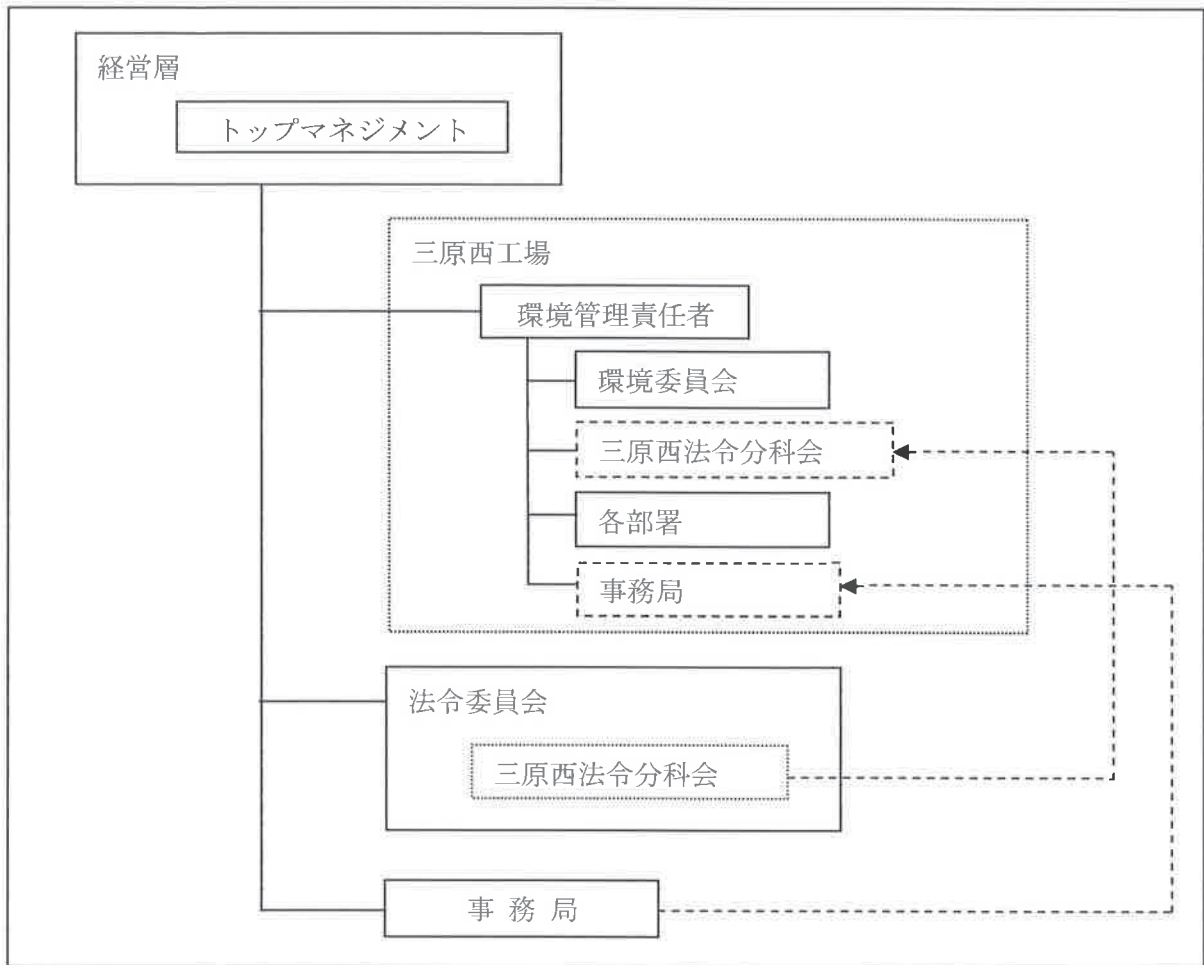 経営層
トップマネジメント
三原西工場
環境管理責任者
環境委員会
三原西法令分科会
各部署
事務局
法令委員会
三原西法令分科会
事 務 局